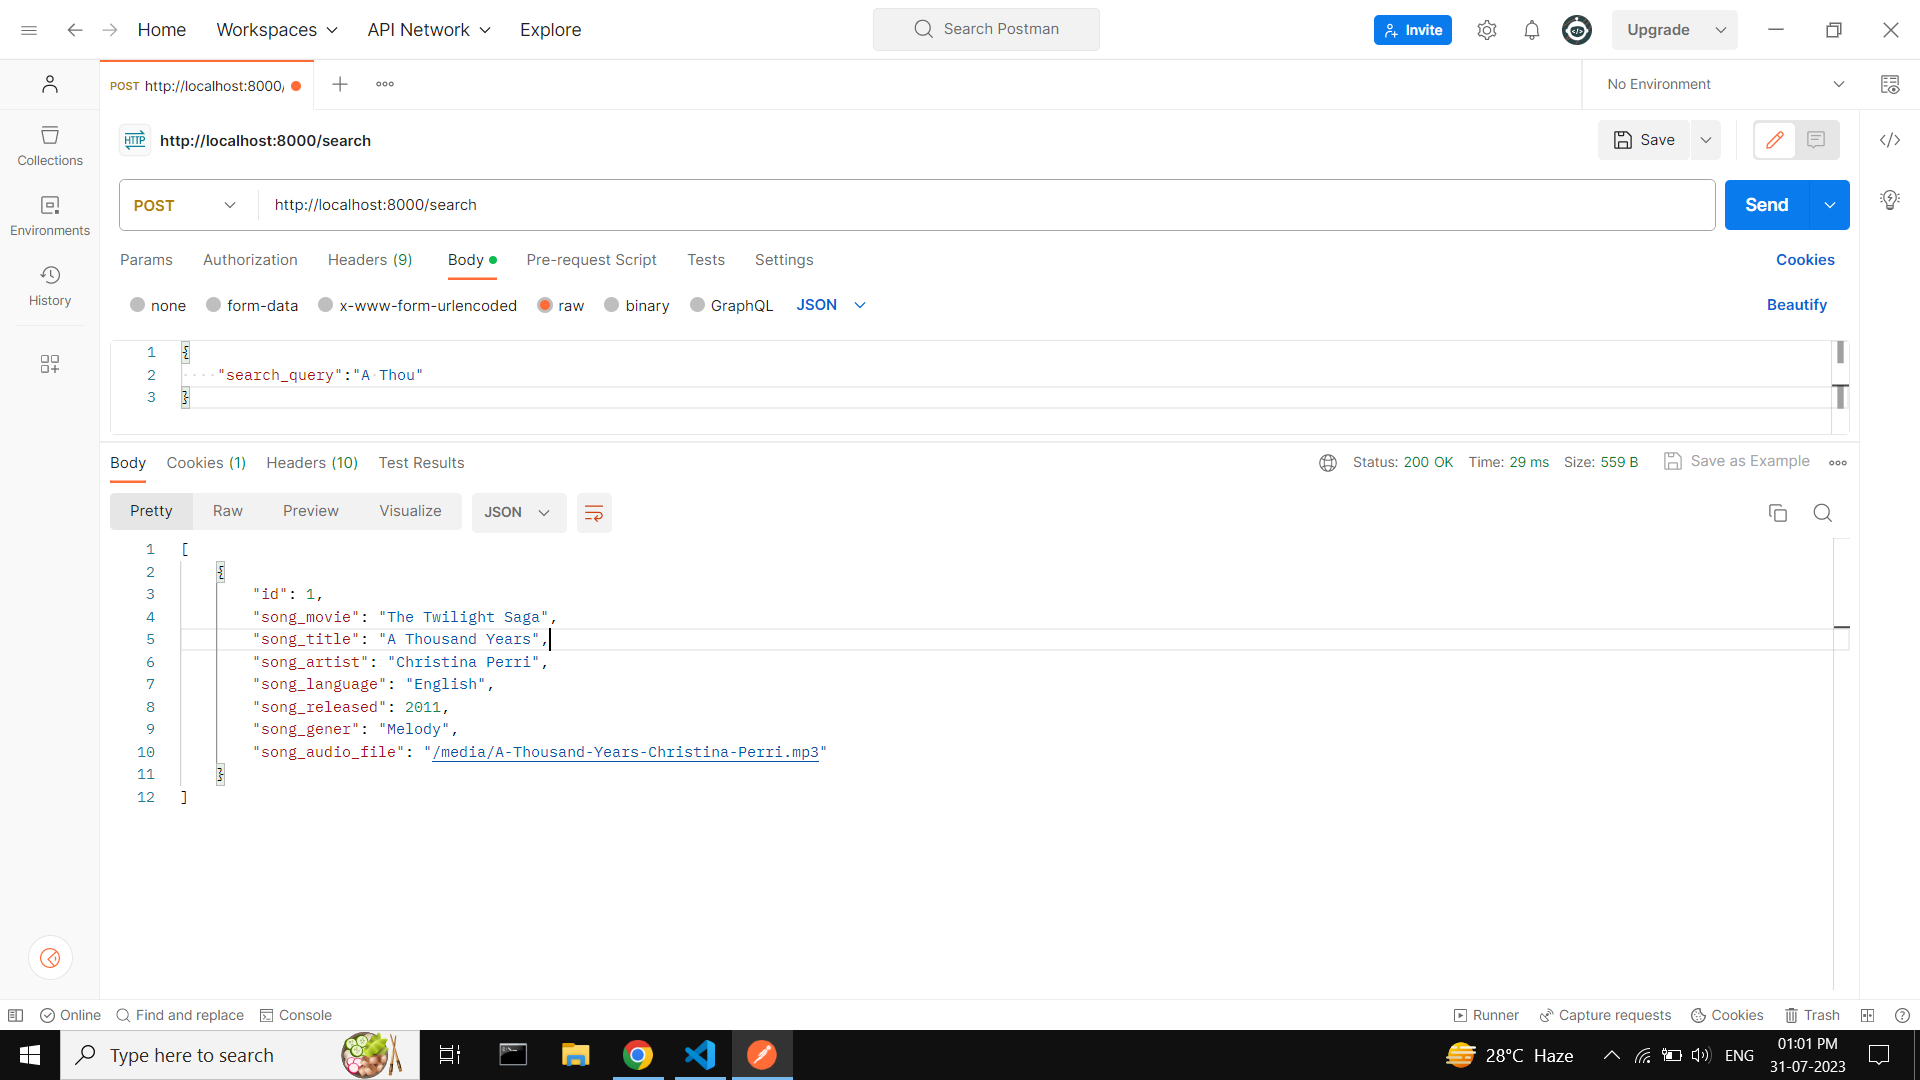 Home Workspaces API Network Explore Search Postman Invite Upgrade
POST http://localhost:8000/ No Environment
HTTP http://localhost:8000/search Save
Collections
POST http://localhost:8000/search Send
Environments
Params Authorization Headers (9) Body Pre-request Script Tests Settings Cookies
History
none form-data x-www-form-urlencoded raw binary GraphQL JSON Beautify
1 {
2 ····"search_query":"A·Thou"
3 }
Body Cookies (1) Headers (10) Test Results Status: 200 OK Time: 29 ms Size: 559 B Save as Example
Pretty Raw Preview Visualize JSON
1 [
2 {
3 "id": 1,
4 "song_movie": "The Twilight Saga",
5 "song_title": "A Thousand Years",
6 "song_artist": "Christina Perri",
7 "song_language": "English",
8 "song_released": 2011,
9 "song_gener": "Melody",
10 "song_audio_file": "/media/A-Thousand-Years-Christina-Perri.mp3"
11 }
12 ]
Online Find and replace Console Runner Capture requests Cookies Trash
Type here to search 28°C Haze ENG 01:01 PM
31-07-2023